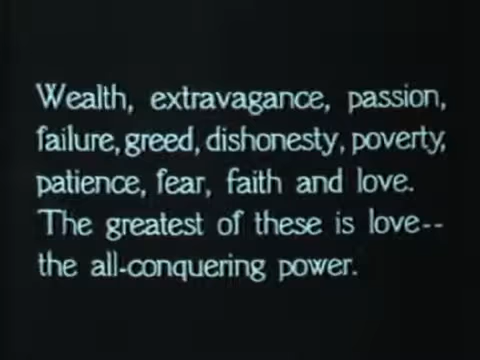 Wealth, extravagance, passion,
failure, greed, dishonesty, poverty,
patience, fear, faith and love.
The greatest of these is love--
the all-conquering power.